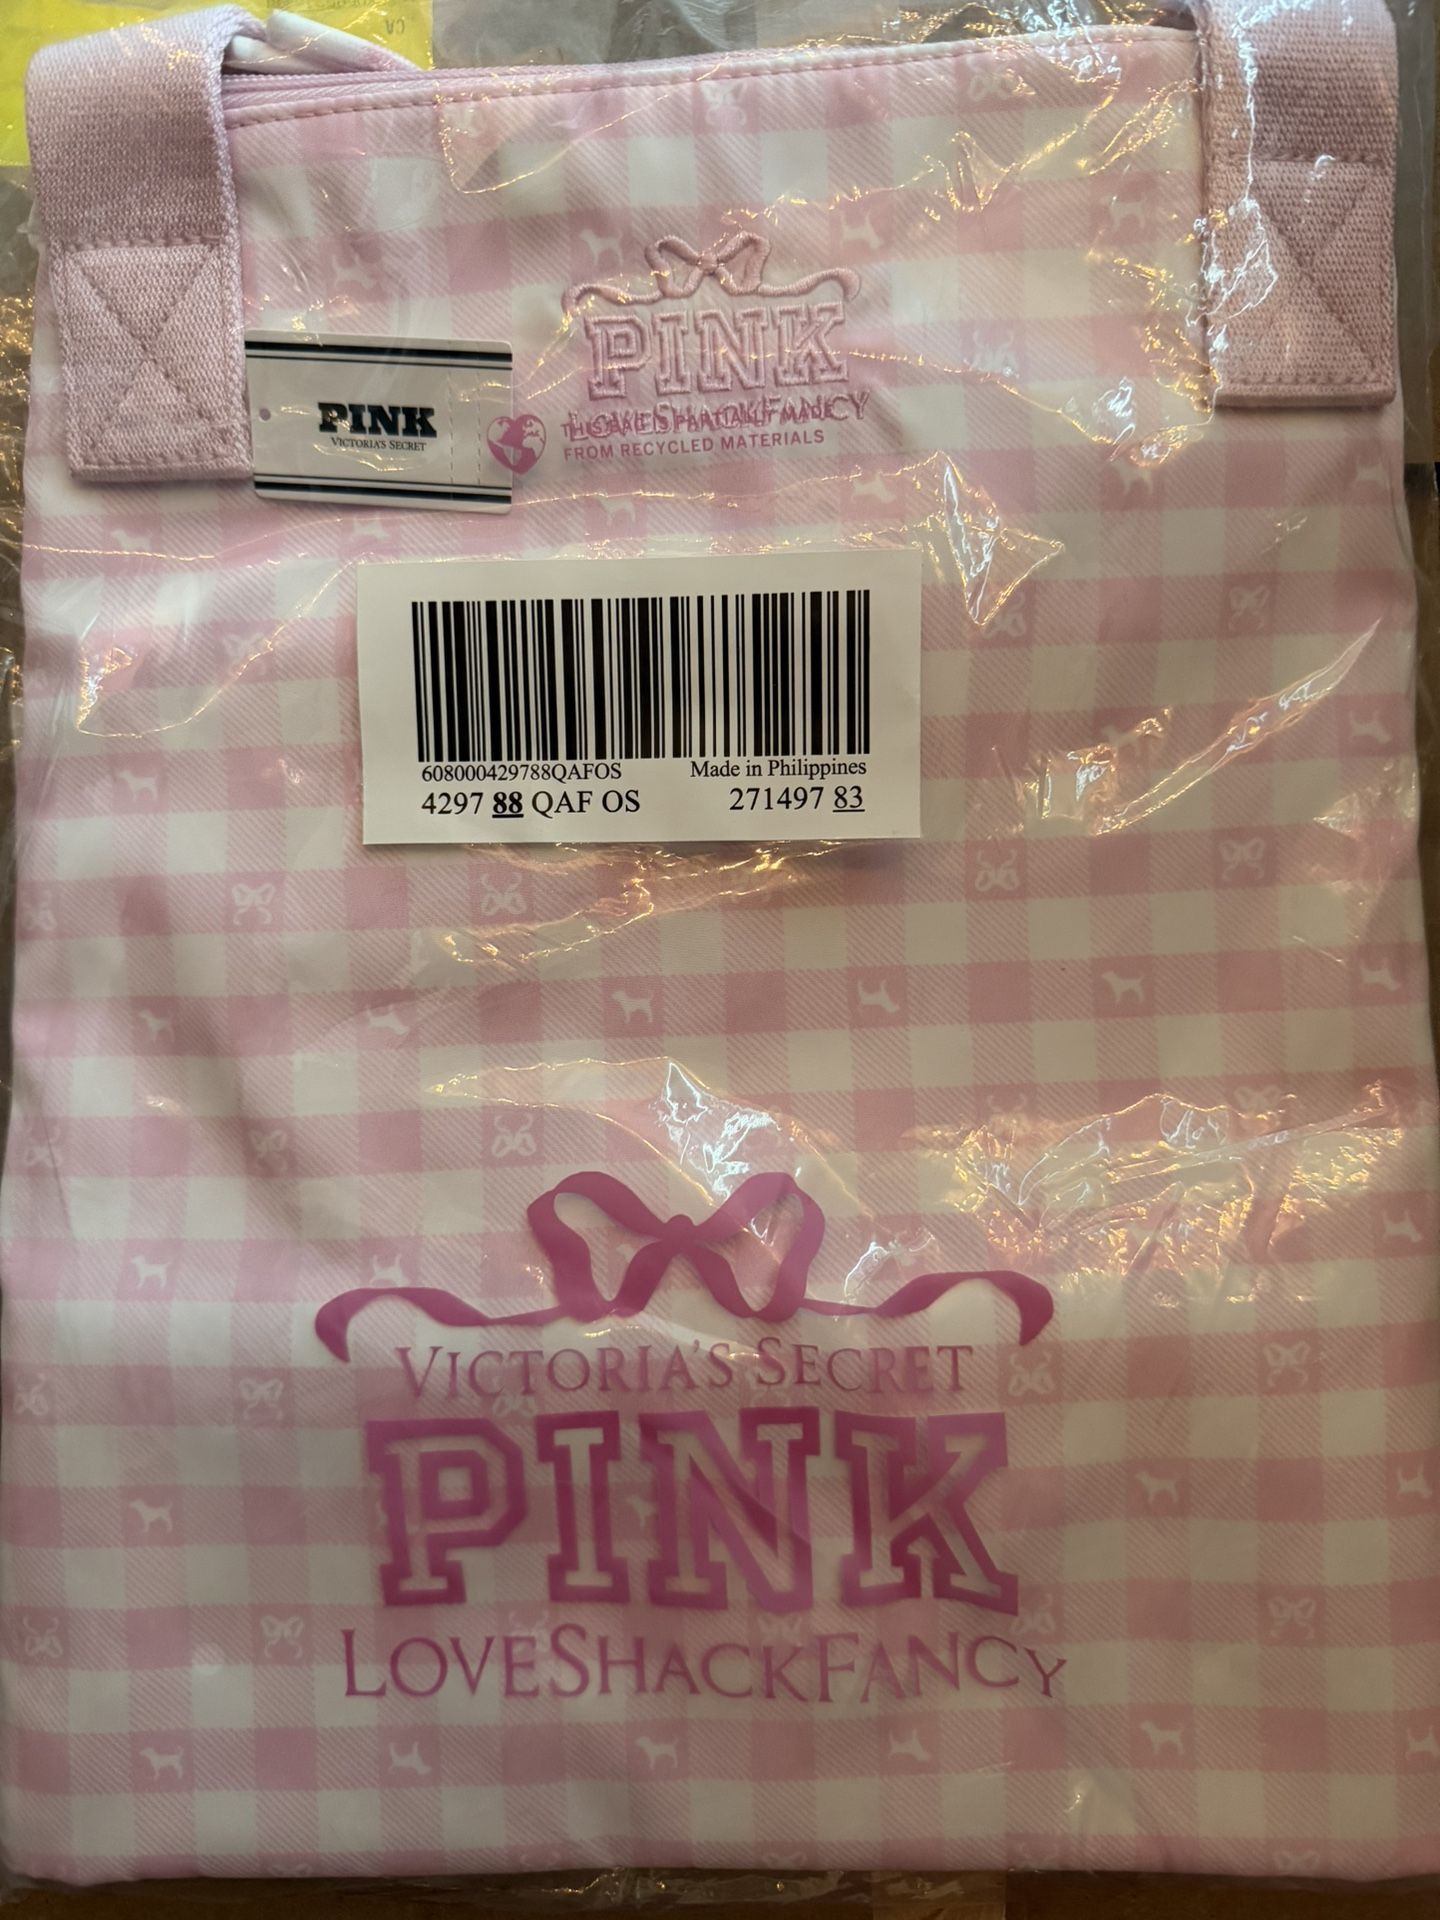 PINK
LOVESHACKFANCY
PINK
VICTORIA'S SECRET
THIS BAG IS PARTIALLY MADE
FROM RECYCLED MATERIALS
608000429788QAFOS
Made in Philippines
4297 88 QAF OS
271497 83
VICTORIA'S SECRET
PINK
LOVESHACKFANCY